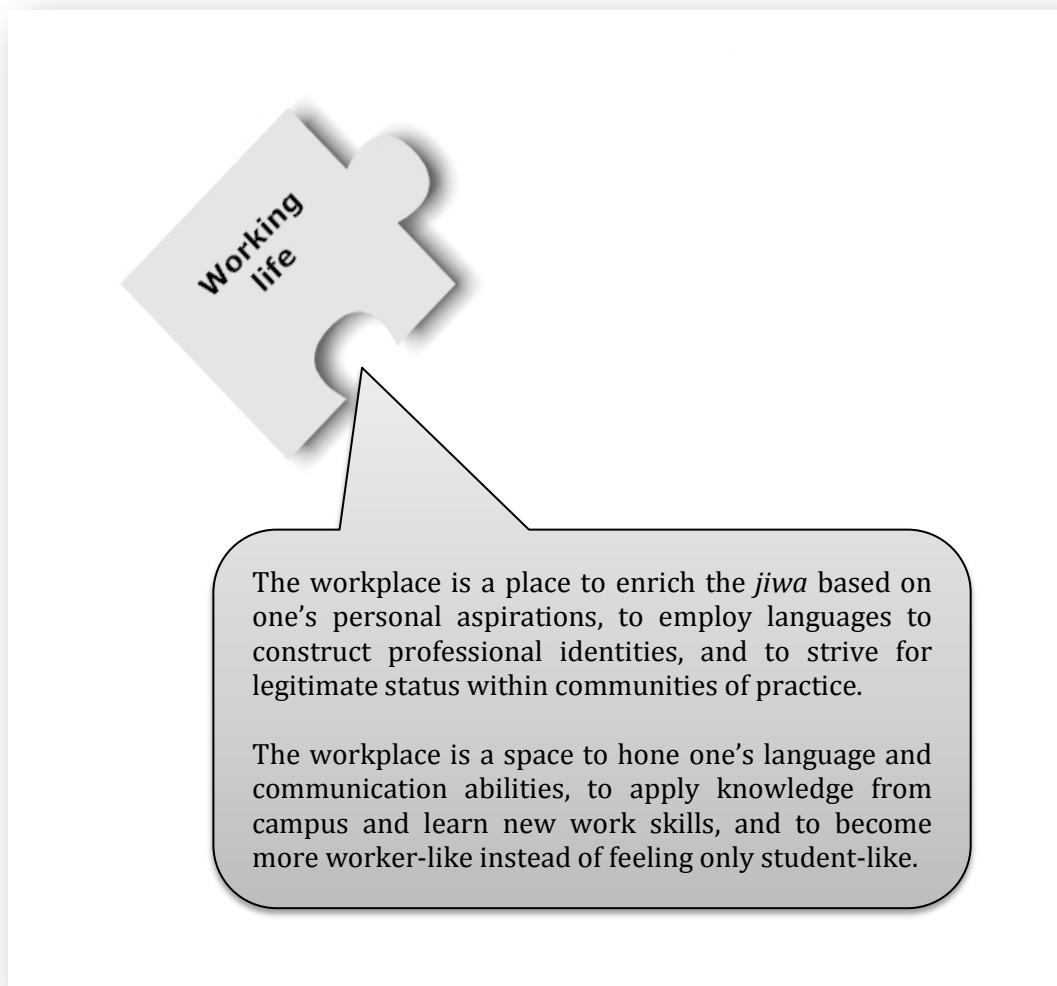 Working
life
The workplace is a place to enrich the jiwa based on
one’s personal aspirations, to employ languages to
construct professional identities, and to strive for
legitimate status within communities of practice.
The workplace is a space to hone one’s language and
communication abilities, to apply knowledge from
campus and learn new work skills, and to become
more worker-like instead of feeling only student-like.